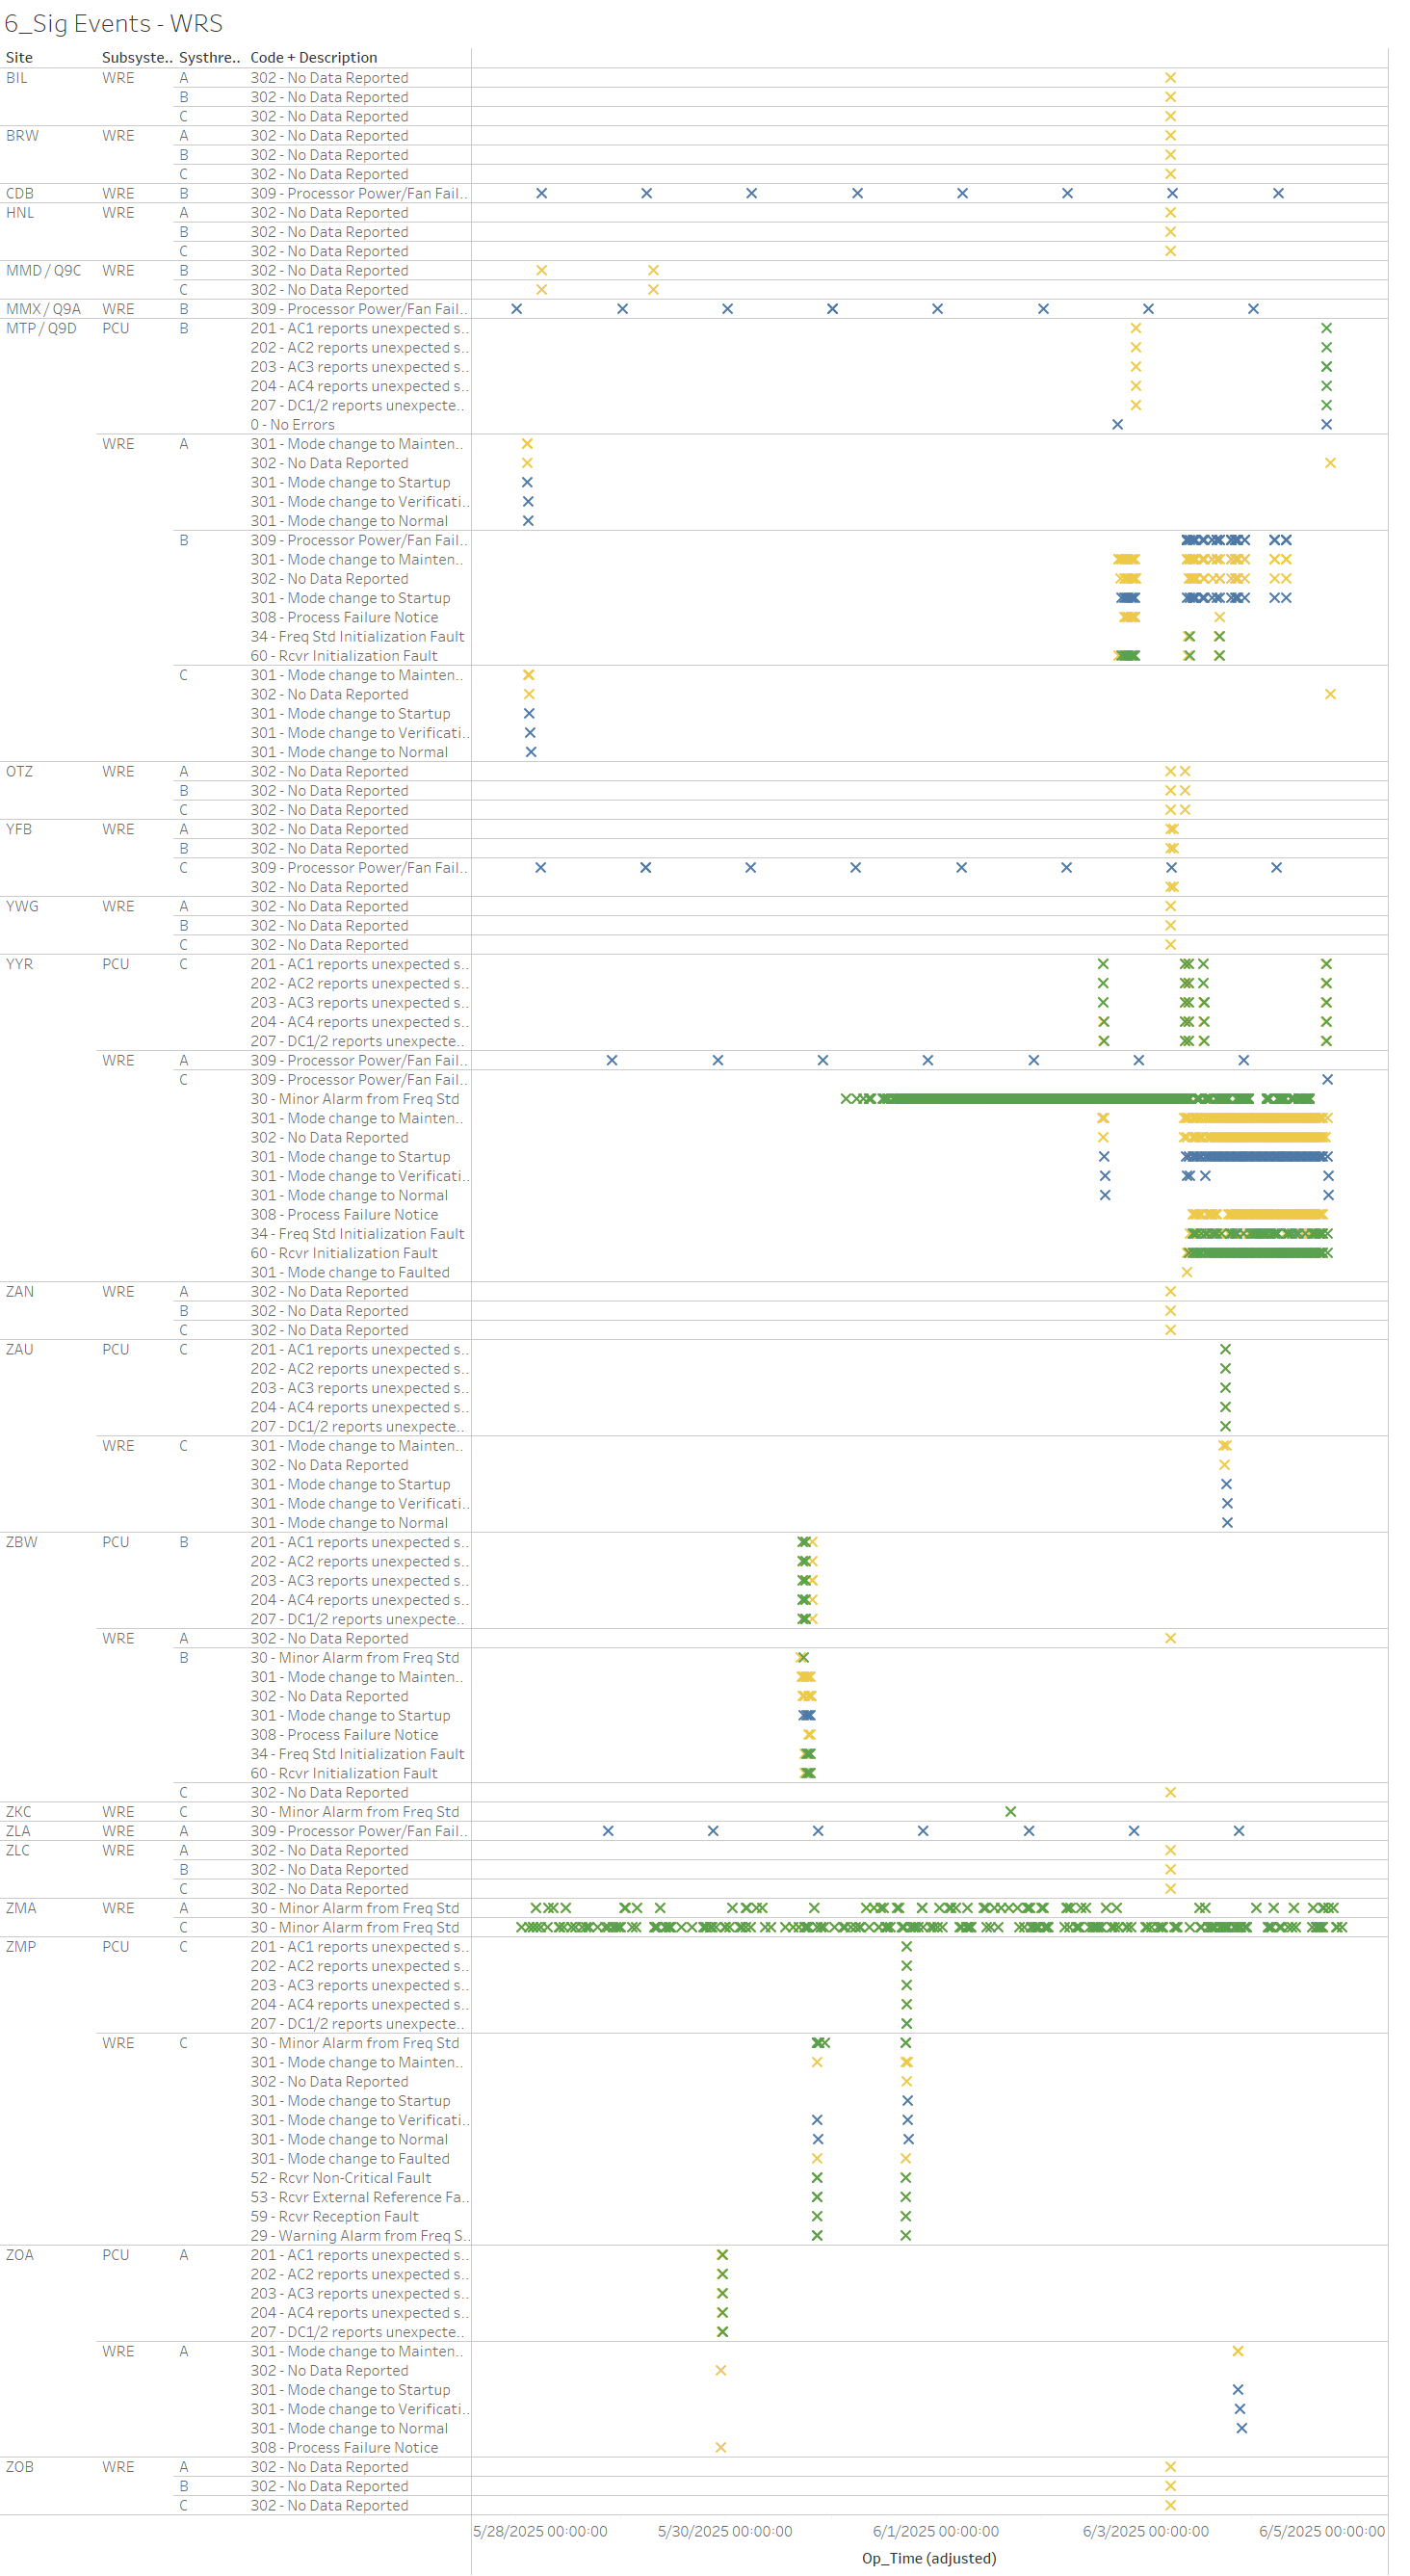 6_Sig Events - WRS
Site Subsyste.. Systhre.. Code + Description
BIL WRE A 302 - No Data Reported
B 302 - No Data Reported
C 302 - No Data Reported
BRW WRE A 302 - No Data Reported
B 302 - No Data Reported
C 302 - No Data Reported
CDB WRE B 309 - Processor Power/Fan Fail..
HNL WRE A 302 - No Data Reported
B 302 - No Data Reported
C 302 - No Data Reported
MMD / Q9C WRE B 302 - No Data Reported
C 302 - No Data Reported
MMX / Q9A WRE B 309 - Processor Power/Fan Fail..
MTP / Q9D PCU B 201 - AC1 reports unexpected s..
202 - AC2 reports unexpected s..
203 - AC3 reports unexpected s..
204 - AC4 reports unexpected s..
207 - DC1/2 reports unexpecte..
0 - No Errors
WRE A 301 - Mode change to Mainten..
302 - No Data Reported
301 - Mode change to Startup
301 - Mode change to Verificati..
301 - Mode change to Normal
B 309 - Processor Power/Fan Fail..
301 - Mode change to Mainten..
302 - No Data Reported
301 - Mode change to Startup
308 - Process Failure Notice
34 - Freq Std Initialization Fault
60 - Rcvr Initialization Fault
C 301 - Mode change to Mainten..
302 - No Data Reported
301 - Mode change to Startup
301 - Mode change to Verificati..
301 - Mode change to Normal
OTZ WRE A 302 - No Data Reported
B 302 - No Data Reported
C 302 - No Data Reported
YFB WRE A 302 - No Data Reported
B 302 - No Data Reported
C 309 - Processor Power/Fan Fail..
302 - No Data Reported
YWG WRE A 302 - No Data Reported
B 302 - No Data Reported
C 302 - No Data Reported
YYR PCU C 201 - AC1 reports unexpected s..
202 - AC2 reports unexpected s..
203 - AC3 reports unexpected s..
204 - AC4 reports unexpected s..
207 - DC1/2 reports unexpecte..
WRE A 309 - Processor Power/Fan Fail..
C 309 - Processor Power/Fan Fail..
30 - Minor Alarm from Freq Std
301 - Mode change to Mainten..
302 - No Data Reported
301 - Mode change to Startup
301 - Mode change to Verificati..
301 - Mode change to Normal
308 - Process Failure Notice
34 - Freq Std Initialization Fault
60 - Rcvr Initialization Fault
301 - Mode change to Faulted
ZAN WRE A 302 - No Data Reported
B 302 - No Data Reported
C 302 - No Data Reported
ZAU PCU C 201 - AC1 reports unexpected s..
202 - AC2 reports unexpected s..
203 - AC3 reports unexpected s..
204 - AC4 reports unexpected s..
207 - DC1/2 reports unexpecte..
WRE C 301 - Mode change to Mainten..
302 - No Data Reported
301 - Mode change to Startup
301 - Mode change to Verificati..
301 - Mode change to Normal
ZBW PCU B 201 - AC1 reports unexpected s..
202 - AC2 reports unexpected s..
203 - AC3 reports unexpected s..
204 - AC4 reports unexpected s..
207 - DC1/2 reports unexpecte..
WRE A 302 - No Data Reported
B 30 - Minor Alarm from Freq Std
301 - Mode change to Mainten..
302 - No Data Reported
301 - Mode change to Startup
308 - Process Failure Notice
34 - Freq Std Initialization Fault
60 - Rcvr Initialization Fault
C 302 - No Data Reported
ZKC WRE C 30 - Minor Alarm from Freq Std
ZLA WRE A 309 - Processor Power/Fan Fail..
ZLC WRE A 302 - No Data Reported
B 302 - No Data Reported
C 302 - No Data Reported
ZMA WRE A 30 - Minor Alarm from Freq Std
C 30 - Minor Alarm from Freq Std
ZMP PCU C 201 - AC1 reports unexpected s..
202 - AC2 reports unexpected s..
203 - AC3 reports unexpected s..
204 - AC4 reports unexpected s..
207 - DC1/2 reports unexpecte..
WRE C 30 - Minor Alarm from Freq Std
301 - Mode change to Mainten..
302 - No Data Reported
301 - Mode change to Startup
301 - Mode change to Verificati..
301 - Mode change to Normal
301 - Mode change to Faulted
52 - Rcvr Non-Critical Fault
53 - Rcvr External Reference Fa..
59 - Rcvr Reception Fault
29 - Warning Alarm from Freq S..
ZOA PCU A 201 - AC1 reports unexpected s..
202 - AC2 reports unexpected s..
203 - AC3 reports unexpected s..
204 - AC4 reports unexpected s..
207 - DC1/2 reports unexpecte..
WRE A 301 - Mode change to Mainten..
302 - No Data Reported
301 - Mode change to Startup
301 - Mode change to Verificati..
301 - Mode change to Normal
308 - Process Failure Notice
ZOB WRE A 302 - No Data Reported
B 302 - No Data Reported
C 302 - No Data Reported
5/28/2025 00:00:00 5/30/2025 00:00:00 6/1/2025 00:00:00 6/3/2025 00:00:00 6/5/2025 00:00:00
Op_Time (adjusted)